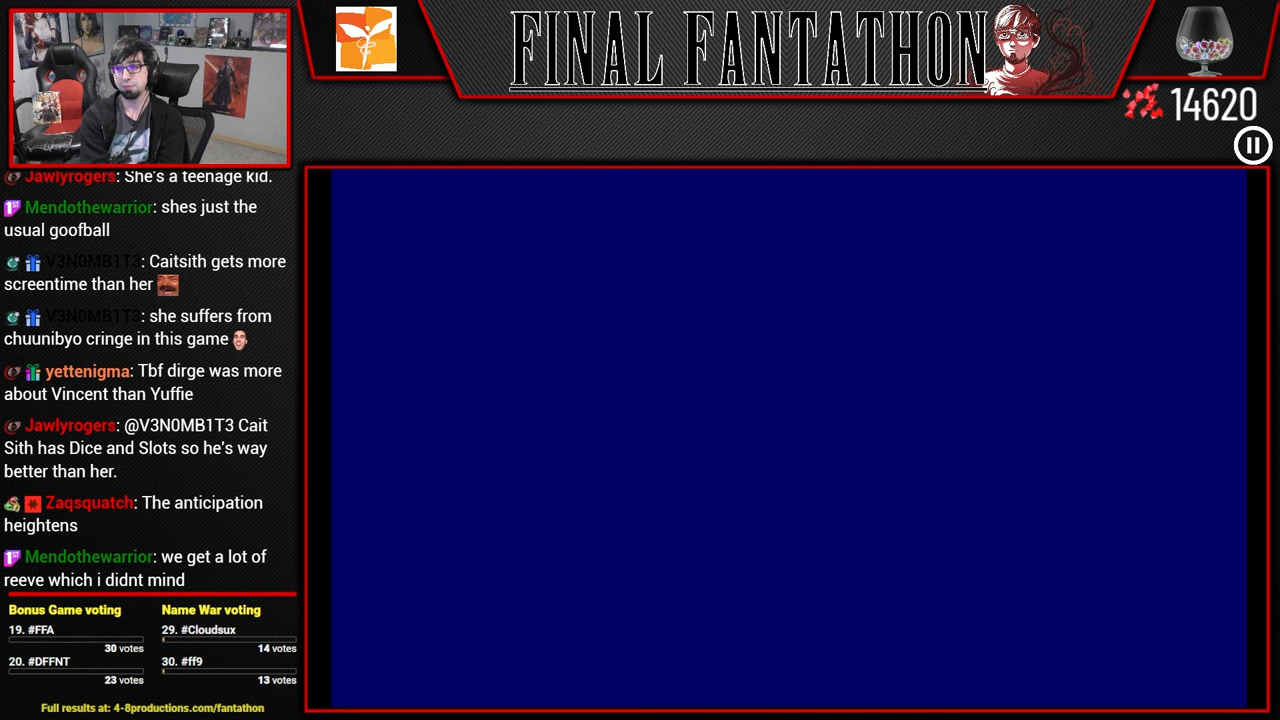 FINAL FANTATHON
14620
Jawlyrogers: She's a teenage kid.
1ST Mendothewarrior: shes just the
usual goofball
V3N0MB1T3: Caitsith gets more
screentime than her
V3N0MB1T3: she suffers from
chuunibyo cringe in this game
yettenigma: Tbf dirge was more
about Vincent than Yuffie
Jawlyrogers: @V3N0MB1T3 Cait
Sith has Dice and Slots so he's way
better than her.
Zaqsquatch: The anticipation
heightens
1ST Mendothewarrior: we get a lot of
reeve which i didnt mind
Bonus Game voting
19. #FFA
30 votes
20. #DFFNT
23 votes
Name War voting
29. #Cloudsux
14 votes
30. #ff9
13 votes
Full results at: 4-8productions.com/fantathon